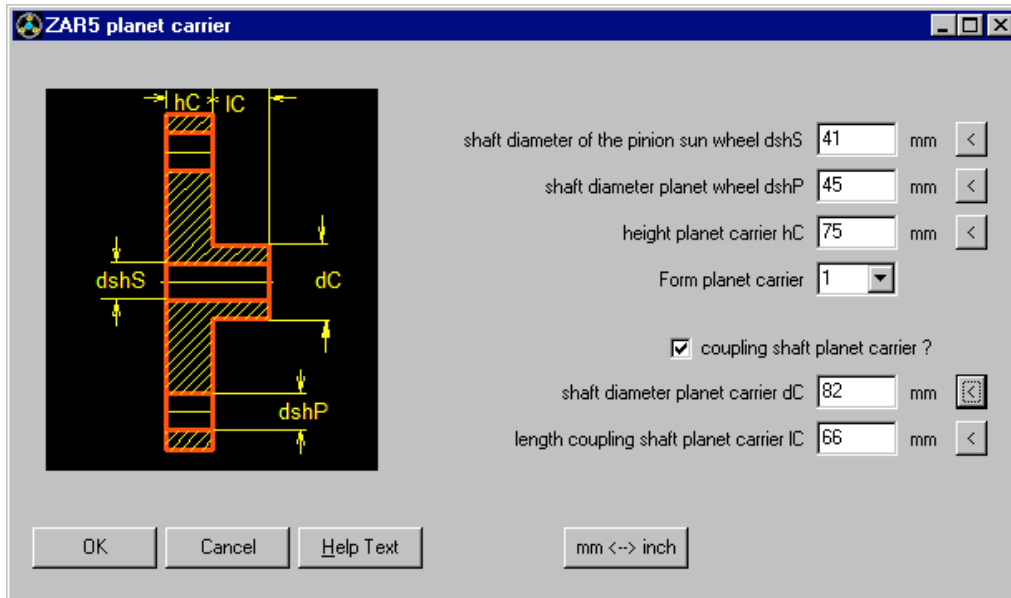 ZAR5 planet carrier
hC
lC
dshS
dC
dshP
shaft diameter of the pinion sun wheel dshS 41 mm <
shaft diameter planet wheel dshP 45 mm <
height planet carrier hC 75 mm <
Form planet carrier 1
coupling shaft planet carrier ?
shaft diameter planet carrier dC 82 mm <
length coupling shaft planet carrier lC 66 mm <
OK Cancel Help Text mm <--> inch